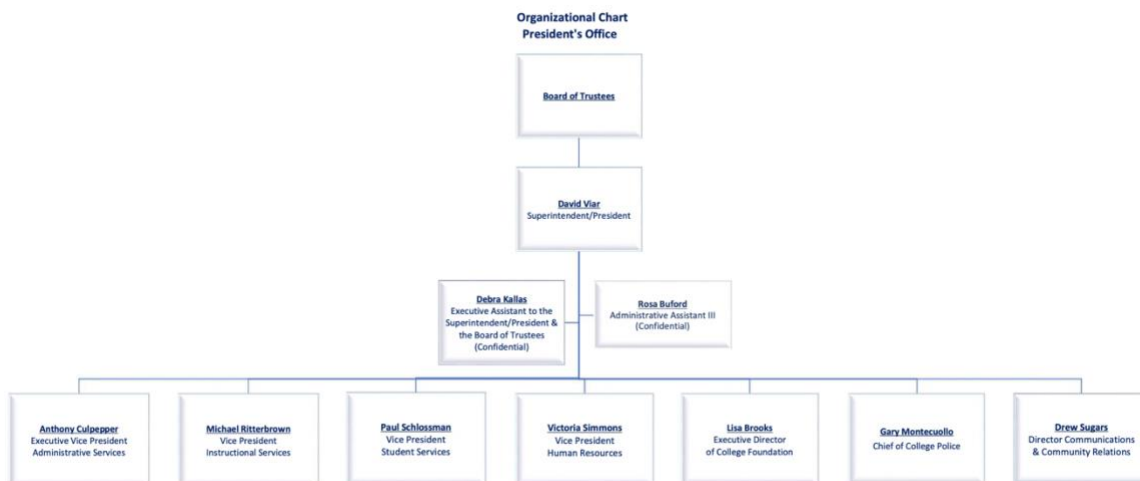 Organizational Chart
President's Office
Board of Trustees
David Viar
Superintendent/President
Debra Kallas
Executive Assistant to the
Superintendent/President &
the Board of Trustees
(Confidential)
Rosa Buford
Administrative Assistant III
(Confidential)
Anthony Culpepper
Executive Vice President
Administrative Services
Michael Ritterbrown
Vice President
Instructional Services
Paul Schlossman
Vice President
Student Services
Victoria Simmons
Vice President
Human Resources
Lisa Brooks
Executive Director
of College Foundation
Gary Montecuollo
Chief of College Police
Drew Sugars
Director Communications
& Community Relations